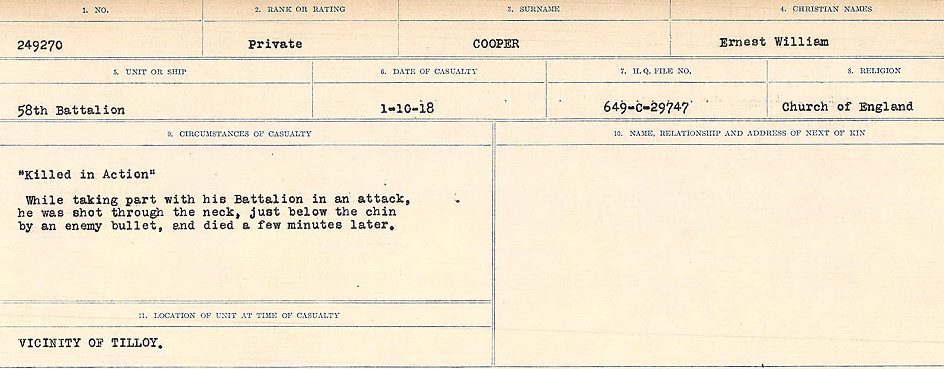 1. NO.
2. RANK OR RATING
3. SURNAME
4. CHRISTIAN NAMES
249270
Private
COOPER
Ernest William
5. UNIT OR SHIP
6. DATE OF CASUALTY
7. H.Q. FILE NO.
8. RELIGION
58th Battalion
1-10-18
649-C-29747
Church of England
9. CIRCUMSTANCES OF CASUALTY
10. NAME, RELATIONSHIP AND ADDRESS OF NEXT OF KIN
"Killed in Action"
While taking part with his Battalion in an attack,
he was shot through the neck, just below the chin
by an enemy bullet, and died a few minutes later.
11. LOCATION OF UNIT AT TIME OF CASUALTY
VICINITY OF TILLOY.